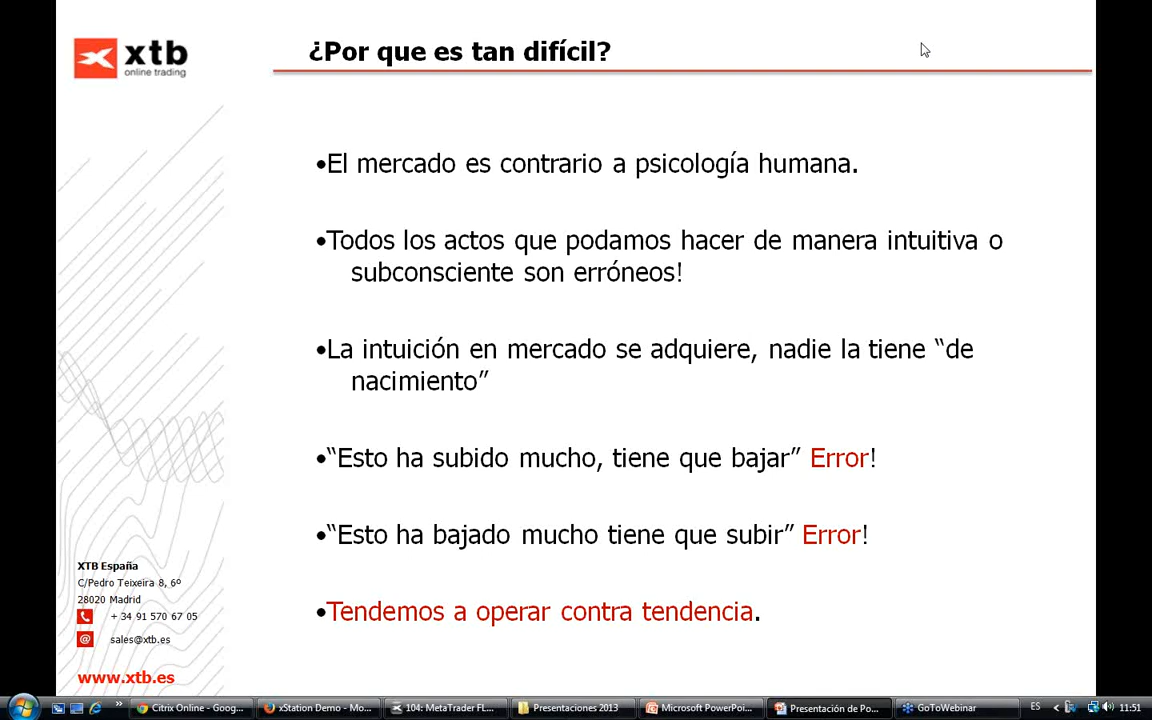 xtb
online trading
¿Por que es tan difícil?
•El mercado es contrario a psicología humana.
•Todos los actos que podamos hacer de manera intuitiva o
subconsciente son erróneos!
•La intuición en mercado se adquiere, nadie la tiene “de
nacimiento”
•“Esto ha subido mucho, tiene que bajar” Error!
•“Esto ha bajado mucho tiene que subir” Error!
•Tendemos a operar contra tendencia.
XTB España
C/Pedro Teixeira 8, 6º
28020 Madrid
+ 34 91 570 67 05
@ sales@xtb.es
www.xtb.es
» Citrix Online - Goog... xStation Demo - Mo... 104: MetaTrader FL... Presentaciones 2013 Microsoft PowerPoi... Presentación de Po... GoToWebinar ES < 11:51